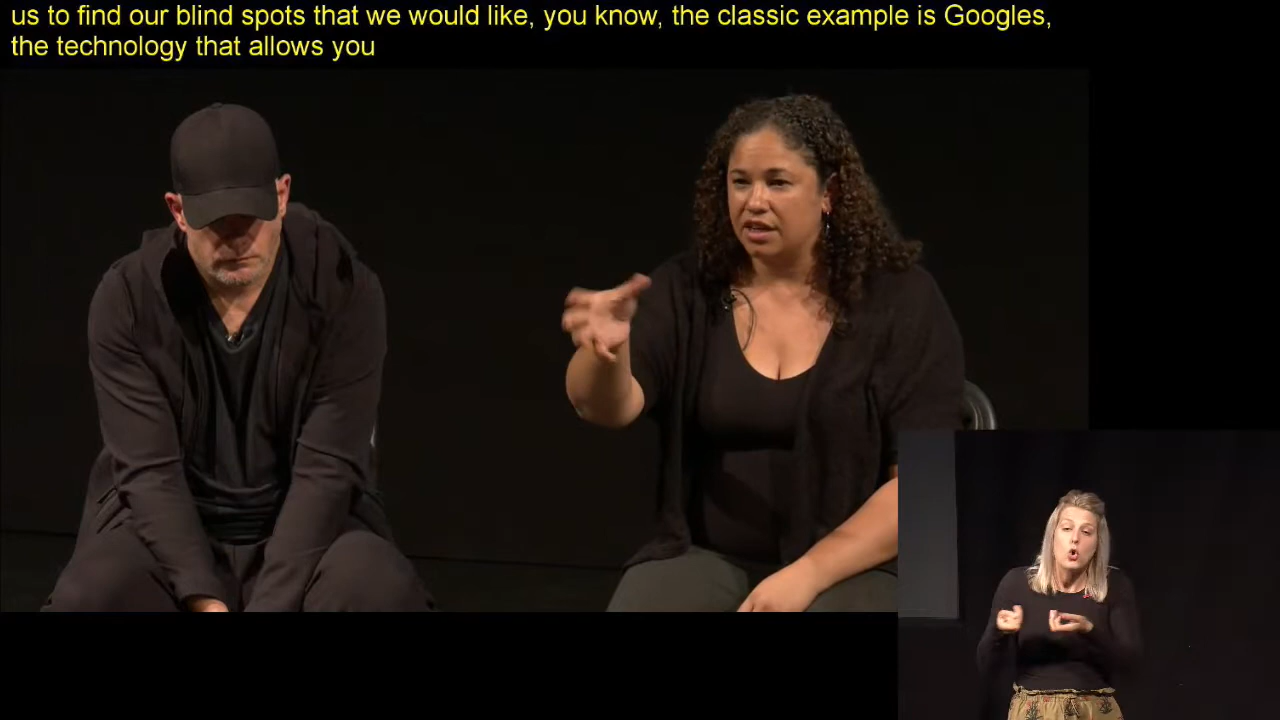 us to find our blind spots that we would like, you know, the classic example is Googles,
the technology that allows you